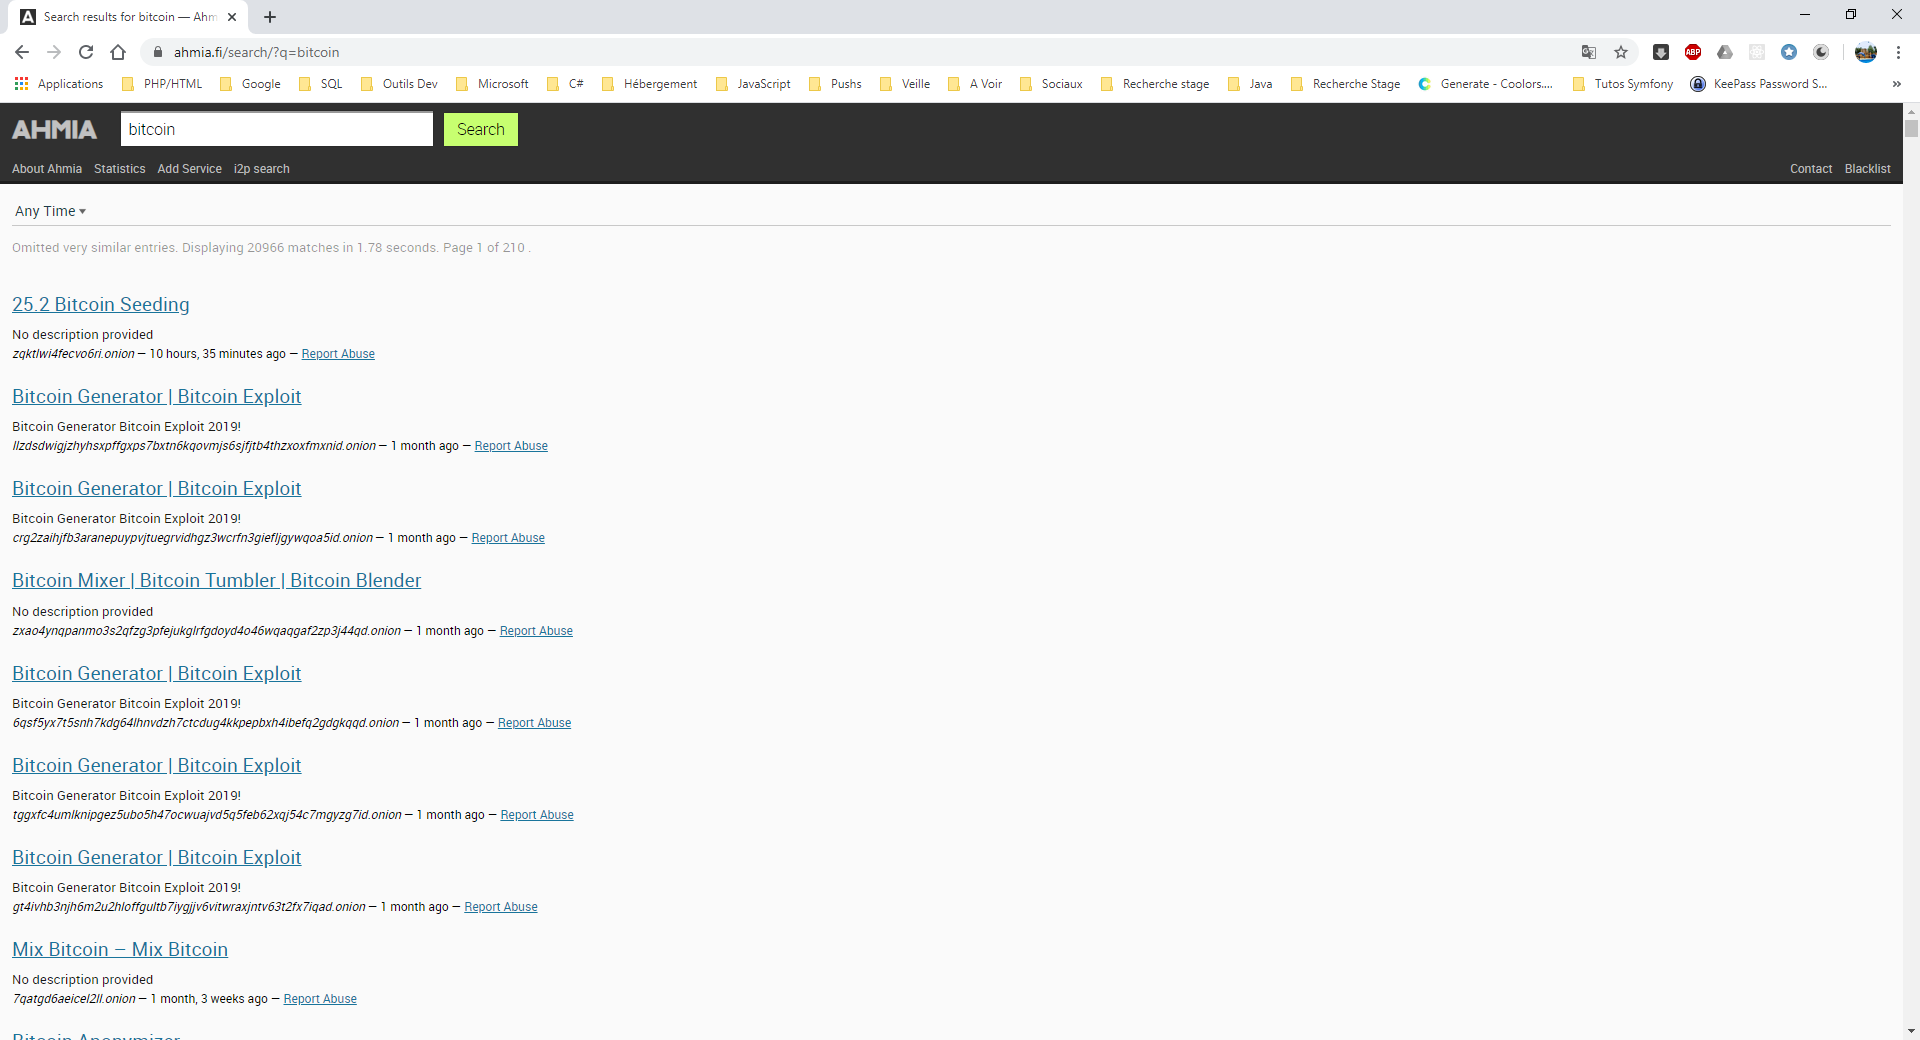 Search results for bitcoin — Ahm
ahmia.fi/search/?q=bitcoin
Applications PHP/HTML Google SQL Outils Dev Microsoft C# Hébergement JavaScript Pushs Veille A Voir Sociaux Recherche stage Java Recherche Stage Generate - Coolors.... Tutos Symfony KeePass Password S... »
AHMIA bitcoin Search
About Ahmia Statistics Add Service i2p search Contact Blacklist
Any Time
Omitted very similar entries. Displaying 20966 matches in 1.78 seconds. Page 1 of 210 .
25.2 Bitcoin Seeding
No description provided
zqktlwi4fecvo6ri.onion — 10 hours, 35 minutes ago — Report Abuse
Bitcoin Generator | Bitcoin Exploit
Bitcoin Generator Bitcoin Exploit 2019!
llzdsdwigjzhyhsxpffgxps7bxtn6kqovmjs6sjfjtb4thzxoxfmxnid.onion — 1 month ago — Report Abuse
Bitcoin Generator | Bitcoin Exploit
Bitcoin Generator Bitcoin Exploit 2019!
crg2zaihjfb3aranepuypvjtuegrvidhgz3wcrfn3giefljgywqoa5id.onion — 1 month ago — Report Abuse
Bitcoin Mixer | Bitcoin Tumbler | Bitcoin Blender
No description provided
zxao4ynqpanmo3s2qfzg3pfejukglrfgdoyd4o46wqaqgaf2zp3j44qd.onion — 1 month ago — Report Abuse
Bitcoin Generator | Bitcoin Exploit
Bitcoin Generator Bitcoin Exploit 2019!
6qsf5yx7t5snh7kdg64lhnvdzh7ctcdug4kkpepbxh4ibefq2gdgkqqd.onion — 1 month ago — Report Abuse
Bitcoin Generator | Bitcoin Exploit
Bitcoin Generator Bitcoin Exploit 2019!
tggxfc4umlknipgez5ubo5h47ocwuajvd5q5feb62xqj54c7mgyzg7id.onion — 1 month ago — Report Abuse
Bitcoin Generator | Bitcoin Exploit
Bitcoin Generator Bitcoin Exploit 2019!
gt4ivhb3njh6m2u2hloffgultb7iygjjv6vitwraxjntv63t2fx7iqad.onion — 1 month ago — Report Abuse
Mix Bitcoin – Mix Bitcoin
No description provided
7qatgd6aeicel2ll.onion — 1 month, 3 weeks ago — Report Abuse
Bitcoin Anonymizer